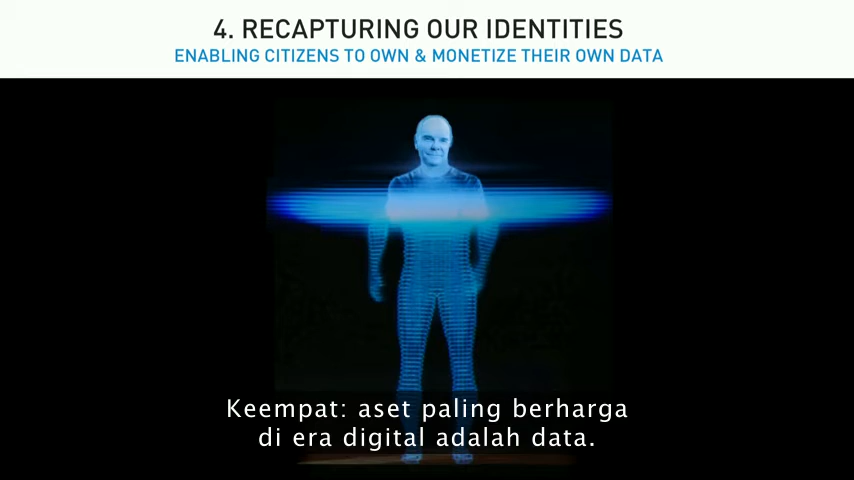 4. RECAPTURING OUR IDENTITIES
ENABLING CITIZENS TO OWN & MONETIZE THEIR OWN DATA
Keempat: aset paling berharga
di era digital adalah data.